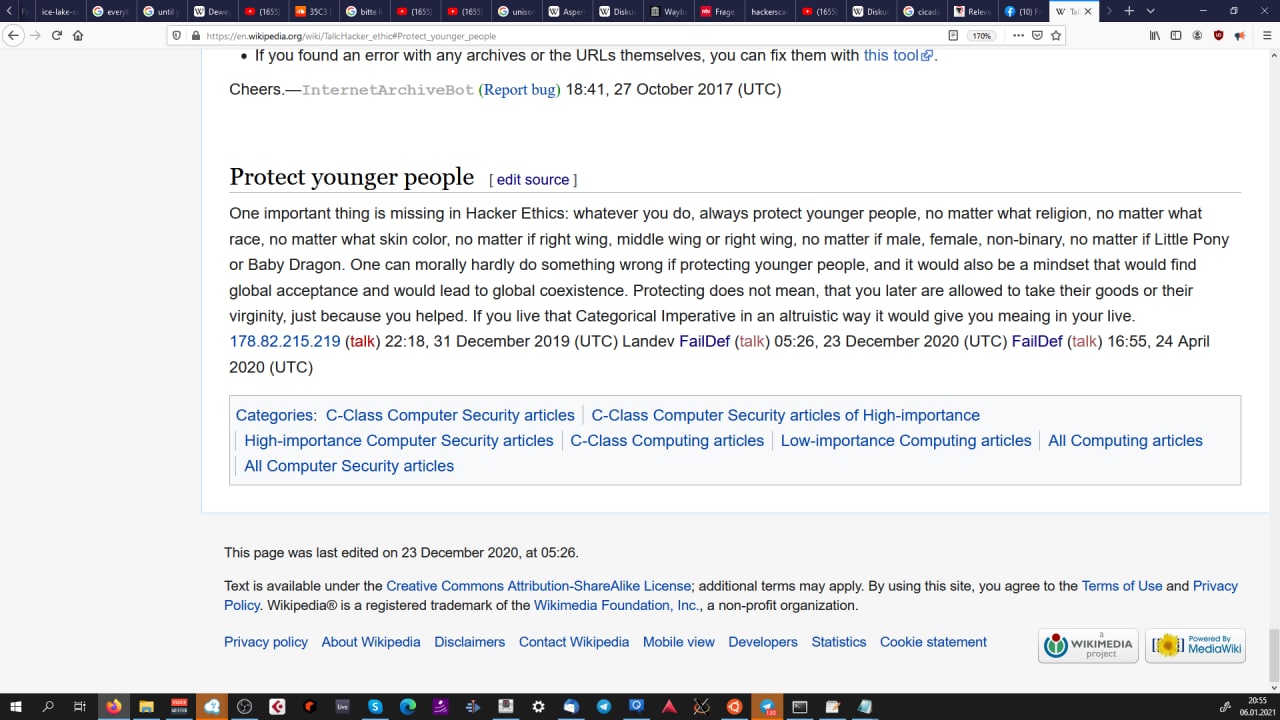 ice-lake-c
everyt
until y
Dewe
(1655)
35C3
bitte l
(1655)
(1655)
unisor
Asper
Diskus
Wayb
Frage
hackerscar
(1655)
Diskus
cicada
Releva
(10) F
Tal
https://en.wikipedia.org/wiki/Talk:Hacker_ethic#Protect_younger_people
170%
• If you found an error with any archives or the URLs themselves, you can fix them with this tool.
Cheers.—InternetArchiveBot (Report bug) 18:41, 27 October 2017 (UTC)
Protect younger people [ edit source ]
One important thing is missing in Hacker Ethics: whatever you do, always protect younger people, no matter what religion, no matter what
race, no matter what skin color, no matter if right wing, middle wing or right wing, no matter if male, female, non-binary, no matter if Little Pony
or Baby Dragon. One can morally hardly do something wrong if protecting younger people, and it would also be a mindset that would find
global acceptance and would lead to global coexistence. Protecting does not mean, that you later are allowed to take their goods or their
virginity, just because you helped. If you live that Categorical Imperative in an altruistic way it would give you meaing in your live.
178.82.215.219 (talk) 22:18, 31 December 2019 (UTC) Landev FailDef (talk) 05:26, 23 December 2020 (UTC) FailDef (talk) 16:55, 24 April
2020 (UTC)
Categories: C-Class Computer Security articles | C-Class Computer Security articles of High-importance
| High-importance Computer Security articles | C-Class Computing articles | Low-importance Computing articles | All Computing articles
| All Computer Security articles
This page was last edited on 23 December 2020, at 05:26.
Text is available under the Creative Commons Attribution-ShareAlike License; additional terms may apply. By using this site, you agree to the Terms of Use and Privacy
Policy. Wikipedia® is a registered trademark of the Wikimedia Foundation, Inc., a non-profit organization.
Privacy policy About Wikipedia Disclaimers Contact Wikipedia Mobile view Developers Statistics Cookie statement
a
WIKIMEDIA
project
Powered By
MediaWiki
Live
20:55
06.01.2021